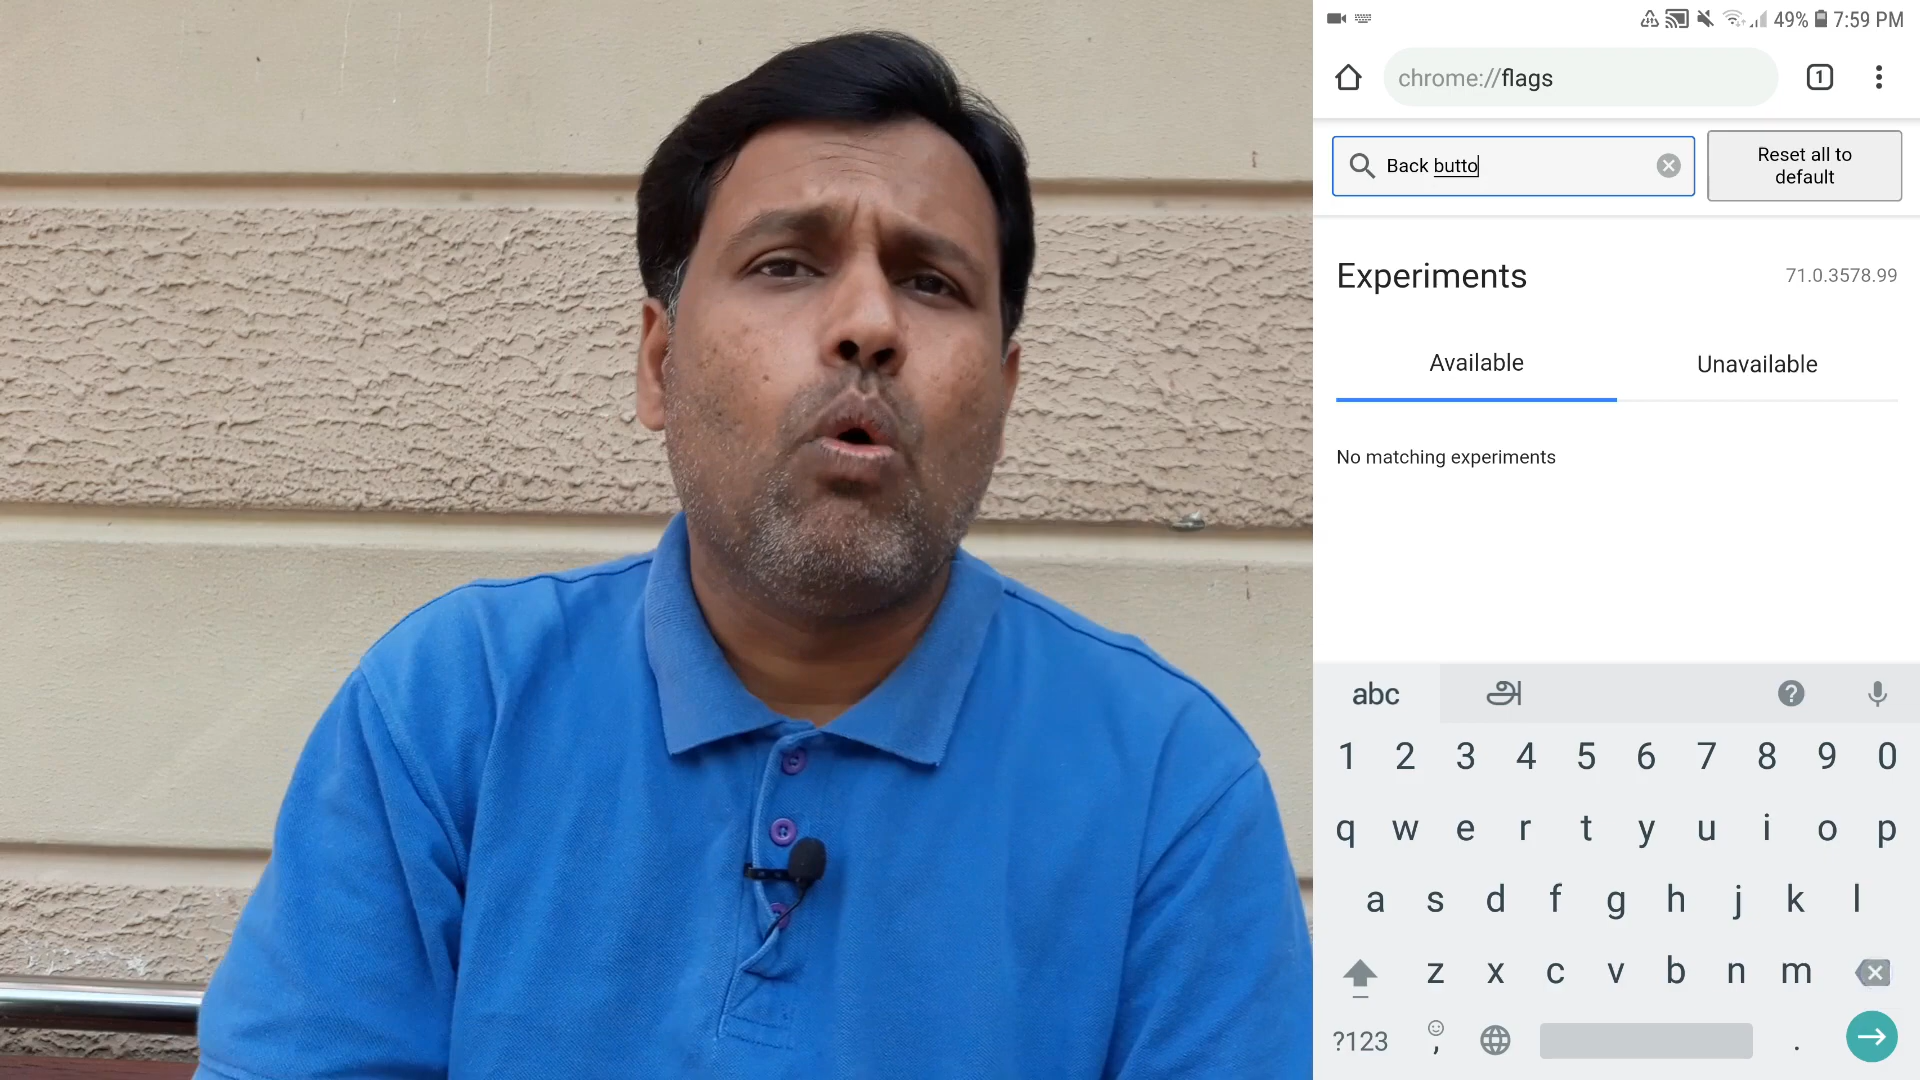 49% 7:59 PM
chrome://flags
1
Back butto
Reset all to
default
Experiments
71.0.3578.99
Available
Unavailable
No matching experiments
abc
அ
?
1 2 3 4 5 6 7 8 9 0
q w e r t y u i o p
a s d f g h j k l
z x c v b n m
?123 , .